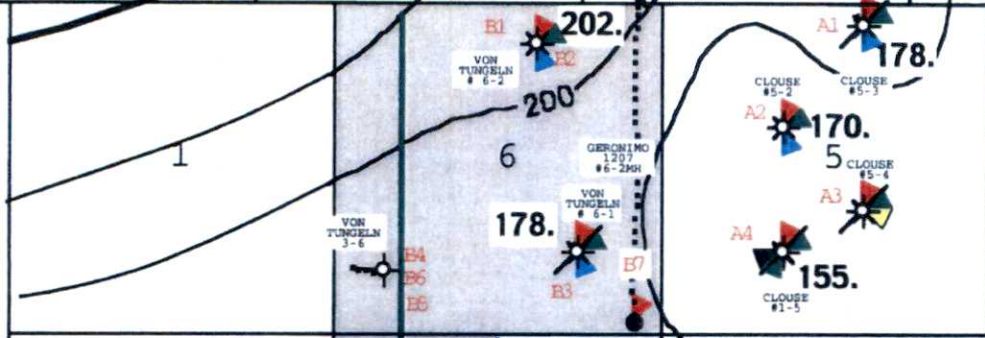 B1
202.
B2
VON
TUNGELN
# 6-2
200
A1
178.
CLOUSE
#5-2
CLOUSE
#5-3
A2
170.
1
6
GERONIMO
1207
#6-2MH
5
CLOUSE
#5-4
VON
TUNGELN
# 6-1
A3
VON
TUNGELN
3-6
178.
B4
B6
B5
B3
B7
A4
155.
CLOUSE
#1-5